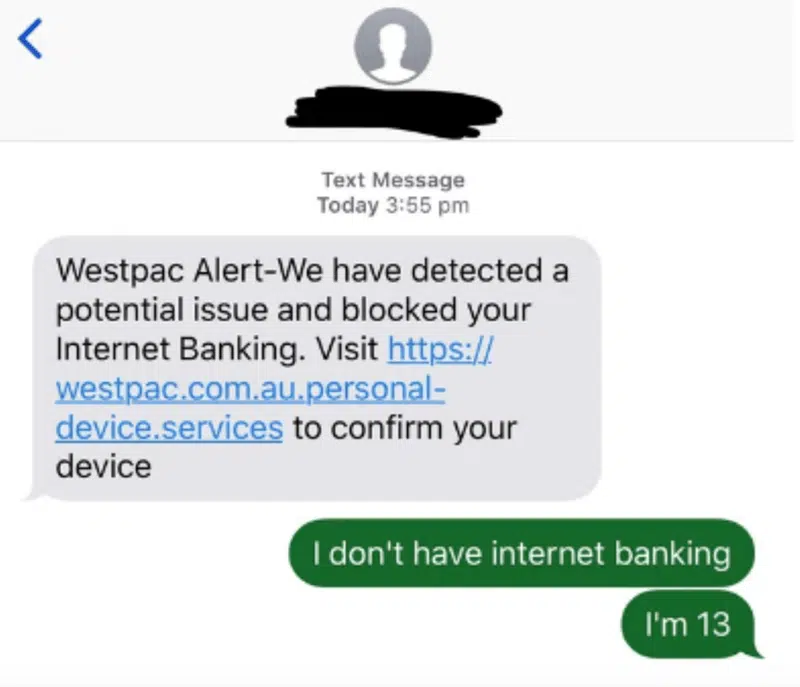 Text Message
Today 3:55 pm
Westpac Alert-We have detected a
potential issue and blocked your
Internet Banking. Visit https://
westpac.com.au.personal-
device.services to confirm your
device
I don't have internet banking
I'm 13